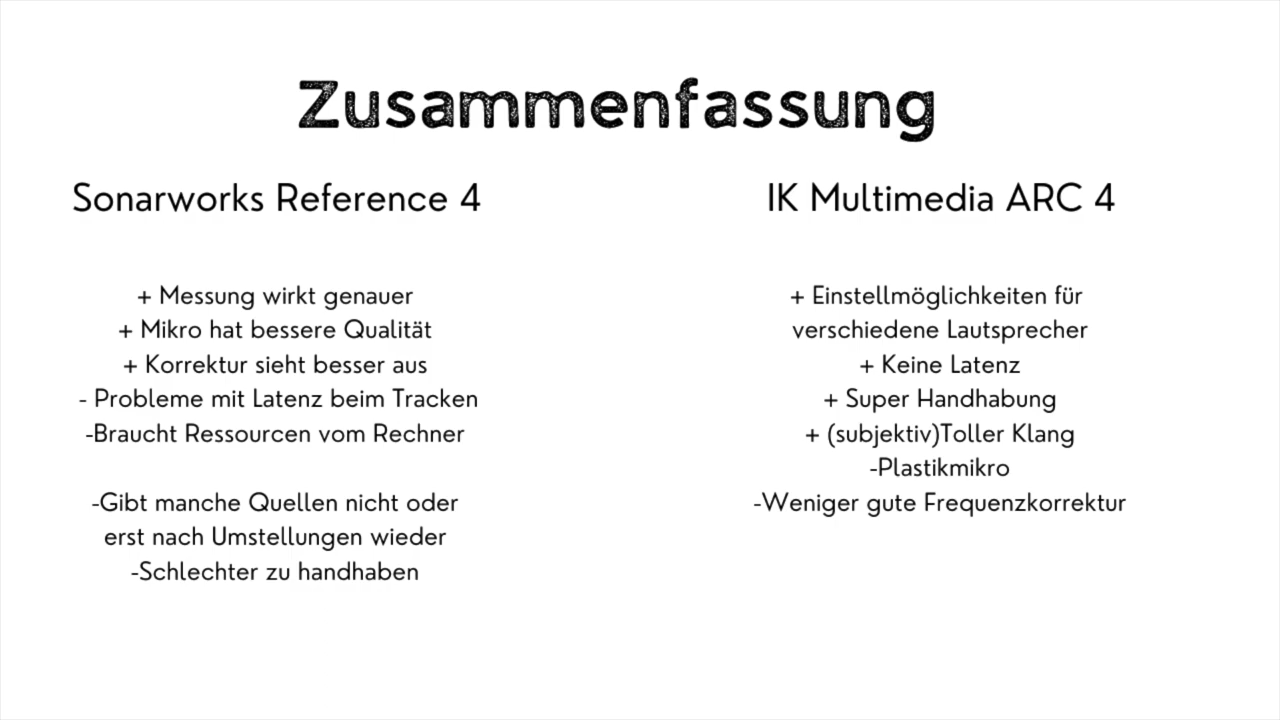 Zusammenfassung
Sonarworks Reference 4
+ Messung wirkt genauer
+ Mikro hat bessere Qualität
+ Korrektur sieht besser aus
- Probleme mit Latenz beim Tracken
-Braucht Ressourcen vom Rechner
-Gibt manche Quellen nicht oder
erst nach Umstellungen wieder
-Schlechter zu handhaben
IK Multimedia ARC 4
+ Einstellmöglichkeiten für
verschiedene Lautsprecher
+ Keine Latenz
+ Super Handhabung
+ (subjektiv)Toller Klang
-Plastikmikro
-Weniger gute Frequenzkorrektur